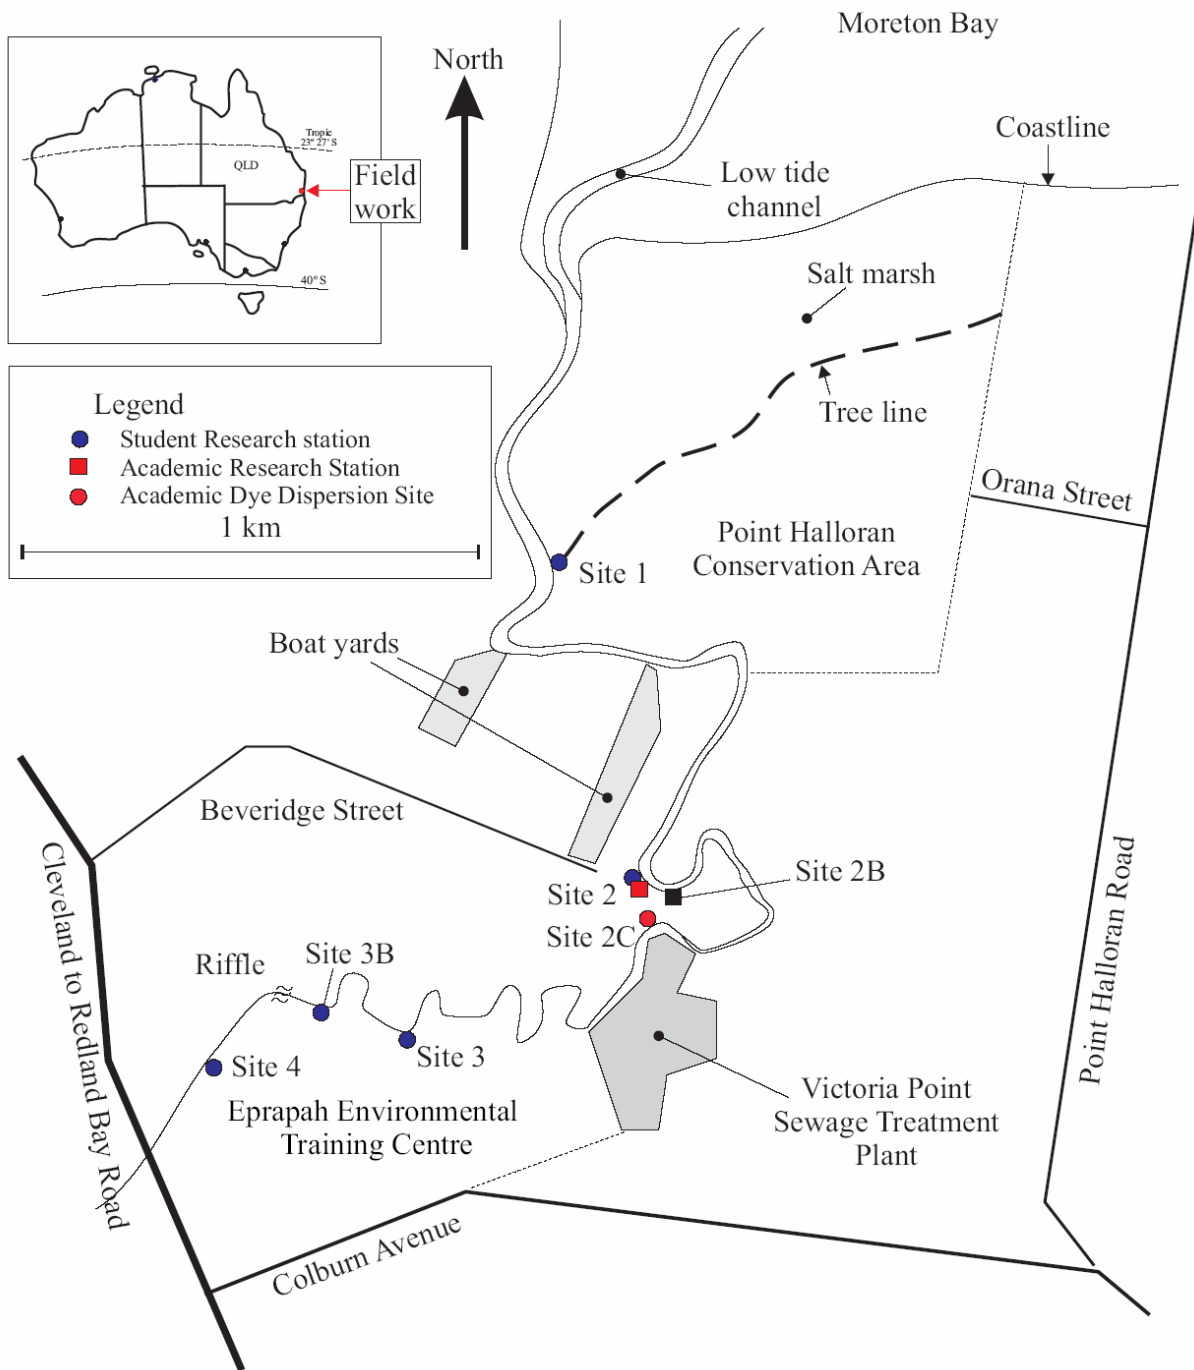 Moreton Bay
North
Coastline
Tropic
23° 27' S
QLD
Field
work
Low tide
channel
40° S
Salt marsh
Tree line
Legend
Student Research station
Academic Research Station
Academic Dye Dispersion Site
1 km
Orana Street
Point Halloran
Conservation Area
Site 1
Boat yards
Beveridge Street
Site 2
Site 2B
Site 2C
Cleveland to Redland Bay Road
Point Halloran Road
Riffle
Site 3B
Site 3
Site 4
Eprapah Environmental
Training Centre
Victoria Point
Sewage Treatment
Plant
Colburn Avenue